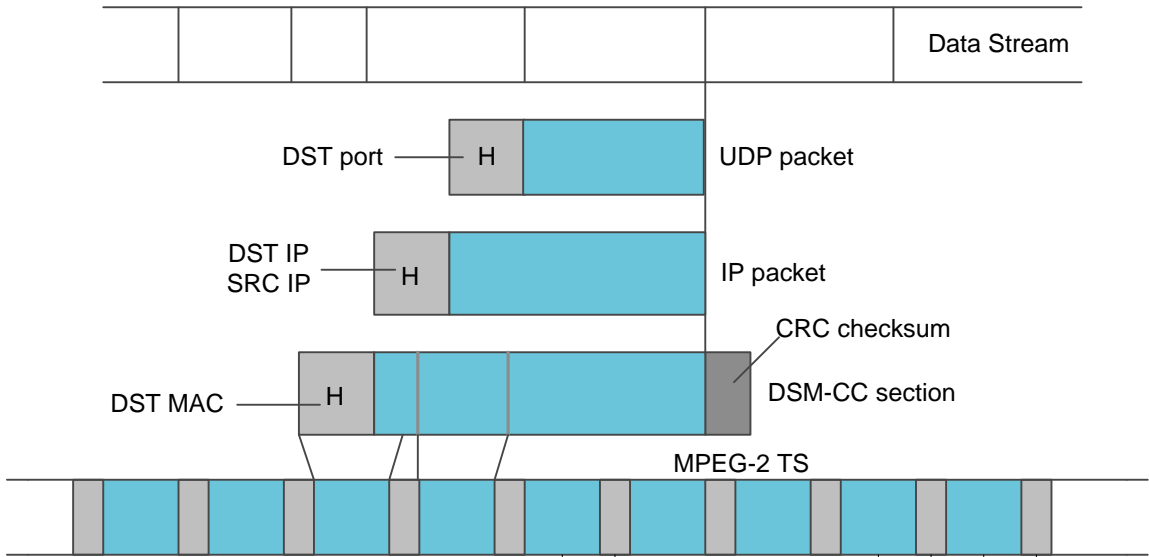 Data Stream
DST port
H
UDP packet
DST IP
SRC IP
H
IP packet
CRC checksum
DST MAC
H
DSM-CC section
MPEG-2 TS